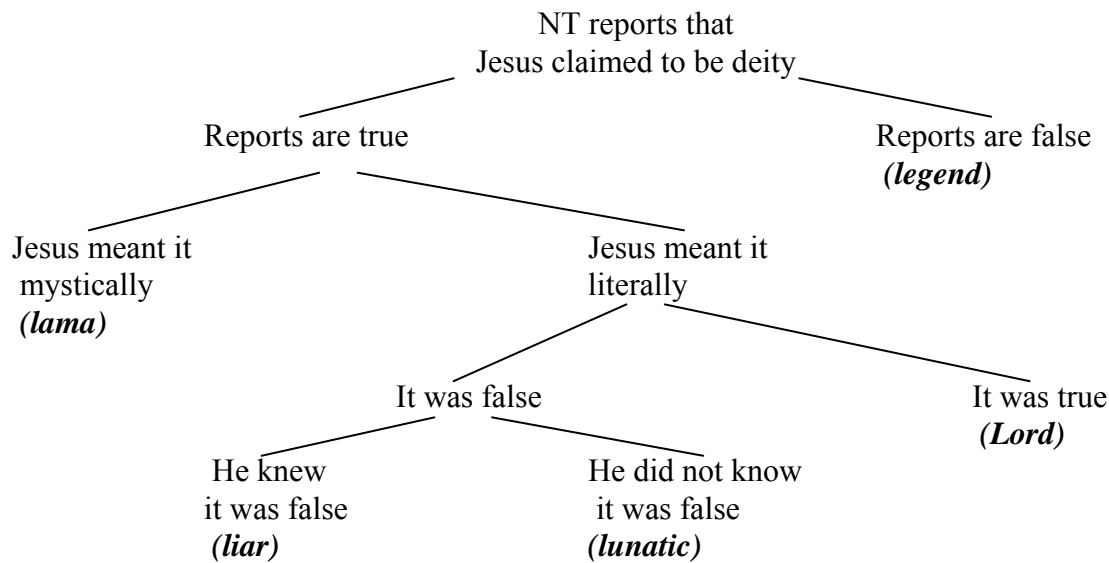 NT reports that
Jesus claimed to be deity
Reports are true
Reports are false
(legend)
Jesus meant it
mystically
(lama)
Jesus meant it
literally
It was false
It was true
(Lord)
He knew
it was false
(liar)
He did not know
it was false
(lunatic)